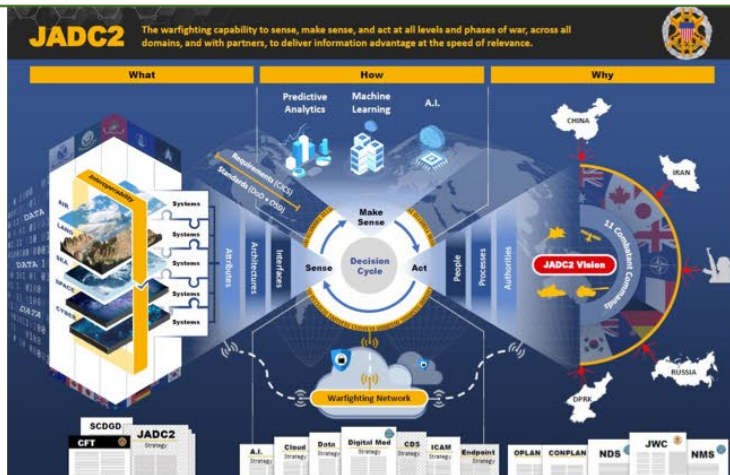 JADC2
The warfighting capability to sense, make sense, and act at all levels and phases of war, across all
domains, and with partners, to deliver information advantage at the speed of relevance.
What
How
Why
Predictive
Analytics
Machine
Learning
A.I.
Requirements (CJCS)
Standards (DoD + OSD)
Interoperability
AIR
LAND
SEA
SPACE
CYBER
Systems
Systems
Systems
Systems
Systems
DATA
DATA
Attributes
Architectures
Interfaces
Make
Sense
Sense
Decision
Cycle
Act
People
Processes
Authorities
JADC2 Vision
11 Combatant Commands
CHINA
IRAN
RUSSIA
DPRK
Warfighting Network
SCDGD
CFT
JADC2
Strategy
A.I.
Strategy
Cloud
Strategy
Data
Strategy
Digital Mod
Strategy
CDS
Strategy
ICAM
Strategy
Endpoint
Strategy
OPLAN
CONPLAN
NDS
JWC
NMS